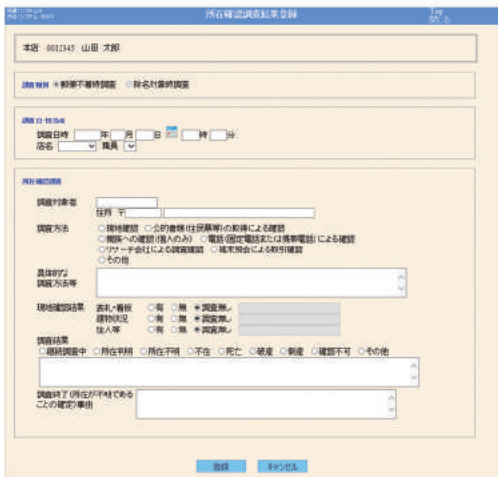 所在確認調査結果登録
Top
閉じる
本店 0012345 山田 太郎
調査種別 郵便不着時調査 除名対象時調査
調査日時 年 月 日 時 分
店名 職員
所在確認調査
調査対象者
住所 〒
調査方法 現地確認 公的書類(住民票等)の取得による確認
親族への確認(個人のみ) 電話(固定電話または携帯電話)による確認
リサーチ会社による調査確認 端末照会による取引確認
その他
具体的な
調査方法等
現地確認結果 表札・看板 有 無 調査無し
建物状況 有 無 調査無し
住人等 有 無 調査無し
調査結果
継続調査中 所在判明 所在不明 不在 死亡 破産 倒産 確認不可 その他
調査終了(所在が不明である
ことの確定)事由
登録 キャンセル